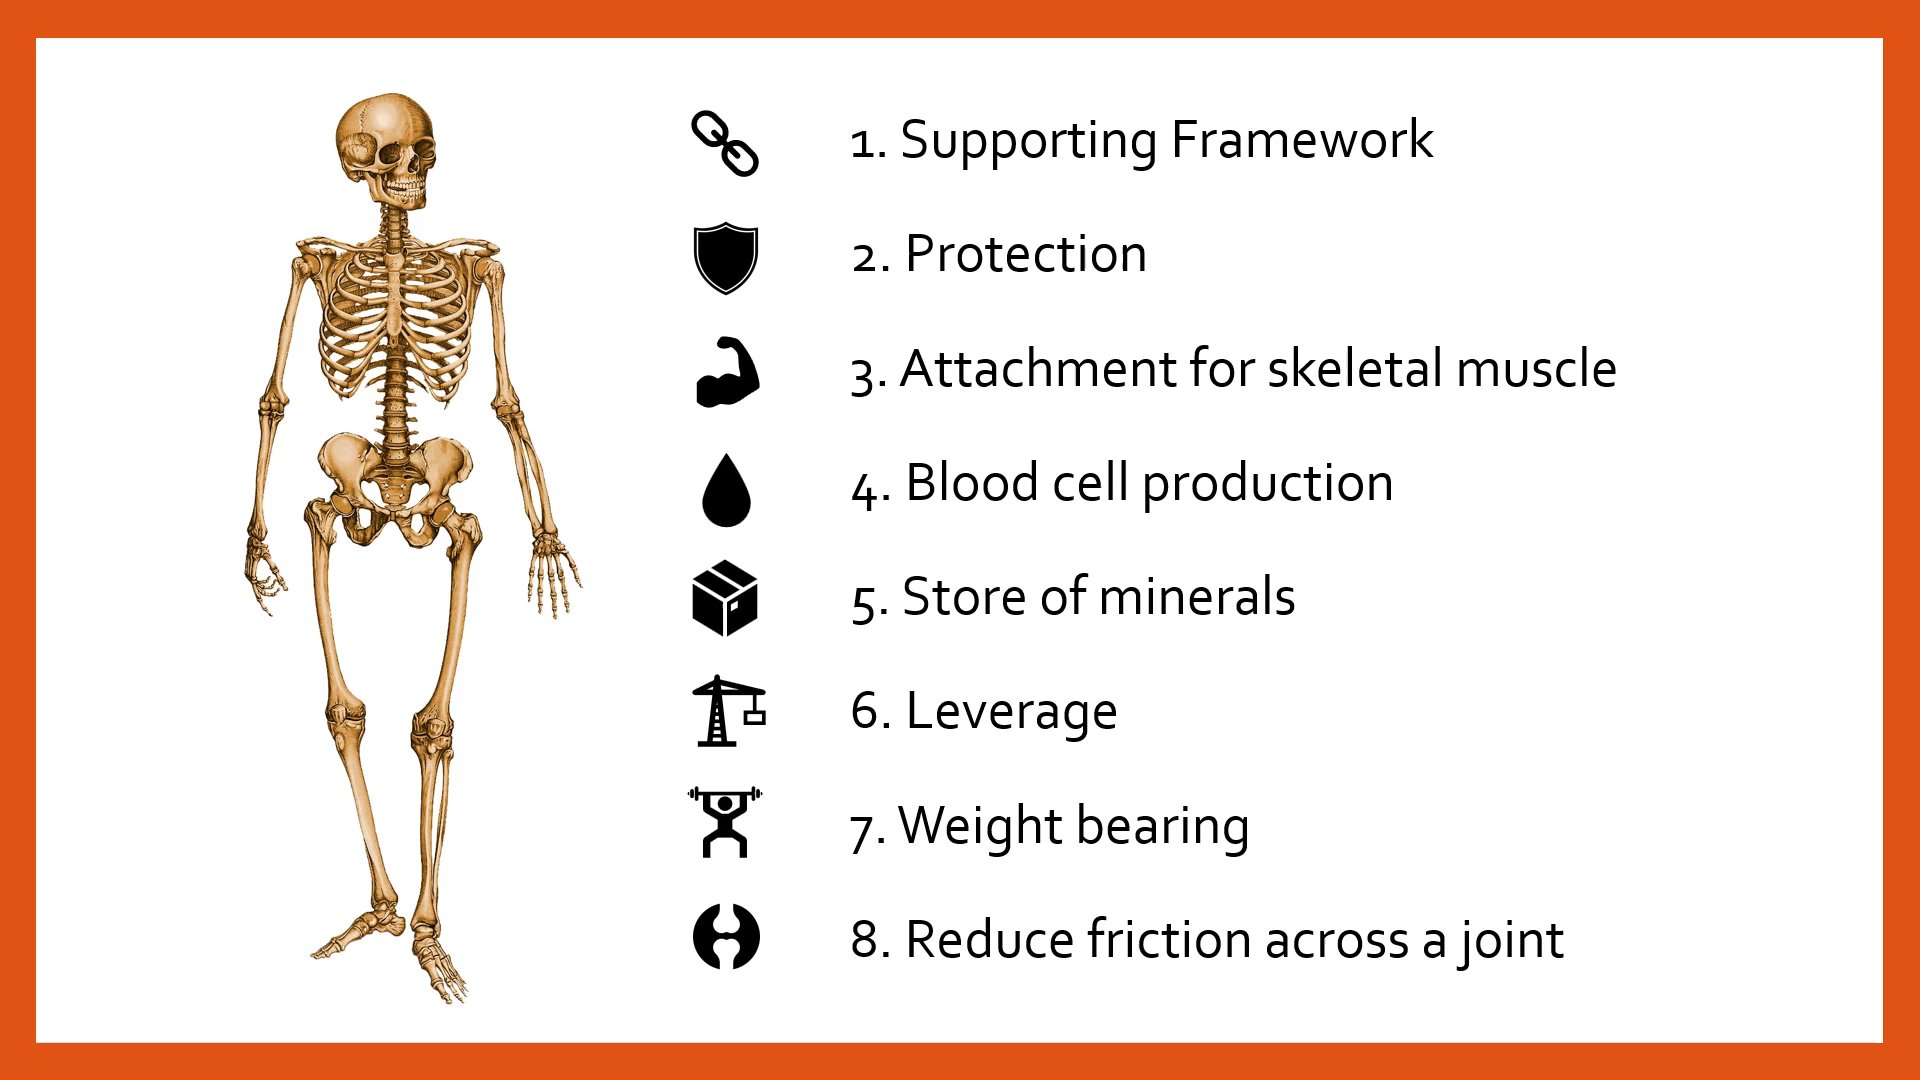 1. Supporting Framework
2. Protection
3. Attachment for skeletal muscle
4. Blood cell production
5. Store of minerals
6. Leverage
7. Weight bearing
8. Reduce friction across a joint